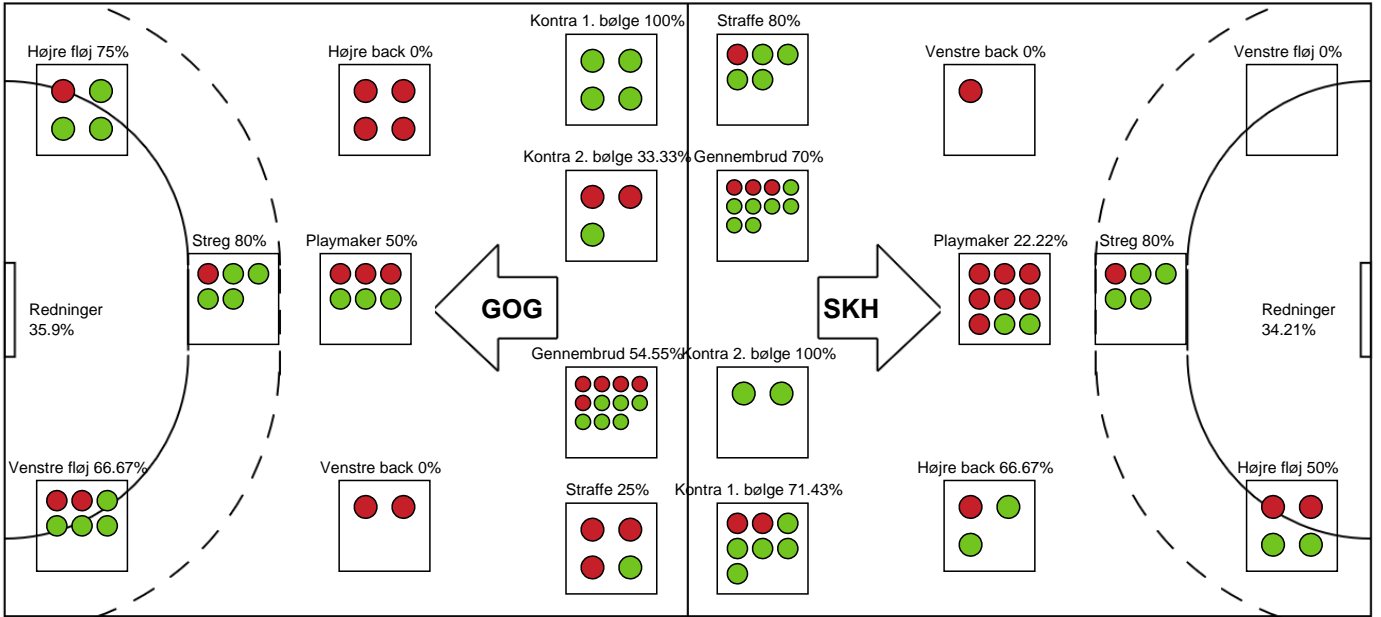 Kontra 1. bølge 100%
Straffe 80%
Højre fløj 75%
Højre back 0%
Venstre back 0%
Venstre fløj 0%
Kontra 2. bølge 33.33%
Gennembrud 70%
Streg 80%
Playmaker 50%
Playmaker 22.22%
Streg 80%
Redninger
35.9%
GOG
SKH
Redninger
34.21%
Gennembrud 54.55%
Kontra 2. bølge 100%
Venstre fløj 66.67%
Venstre back 0%
Straffe 25%
Kontra 1. bølge 71.43%
Højre back 66.67%
Højre fløj 50%